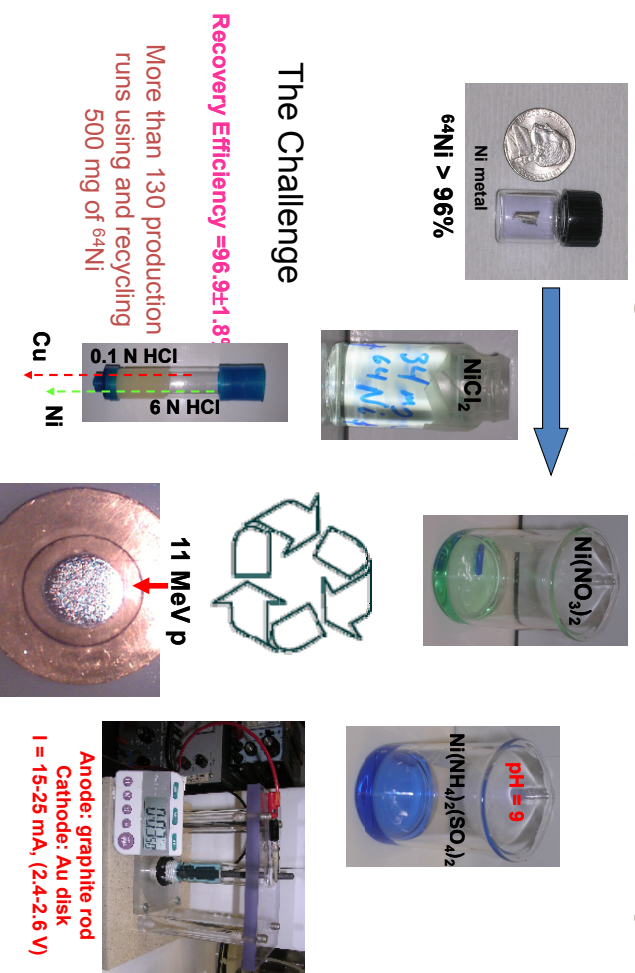 Ni metal
⁶⁴Ni > 96%
Ni(NO₃)₂
pH = 9
Ni(NH₄)₂(SO₄)₂
NiCl₂
34
64Ni
The Challenge
Recovery Efficiency =96.9±1.8
More than 130 production
runs using and recycling
500 mg of ⁶⁴Ni
0.1 N HCl
6 N HCl
Ni
Cu
11 MeV p
Anode: graphite rod
Cathode: Au disk
I = 15-25 mA, (2.4-2.6 V)